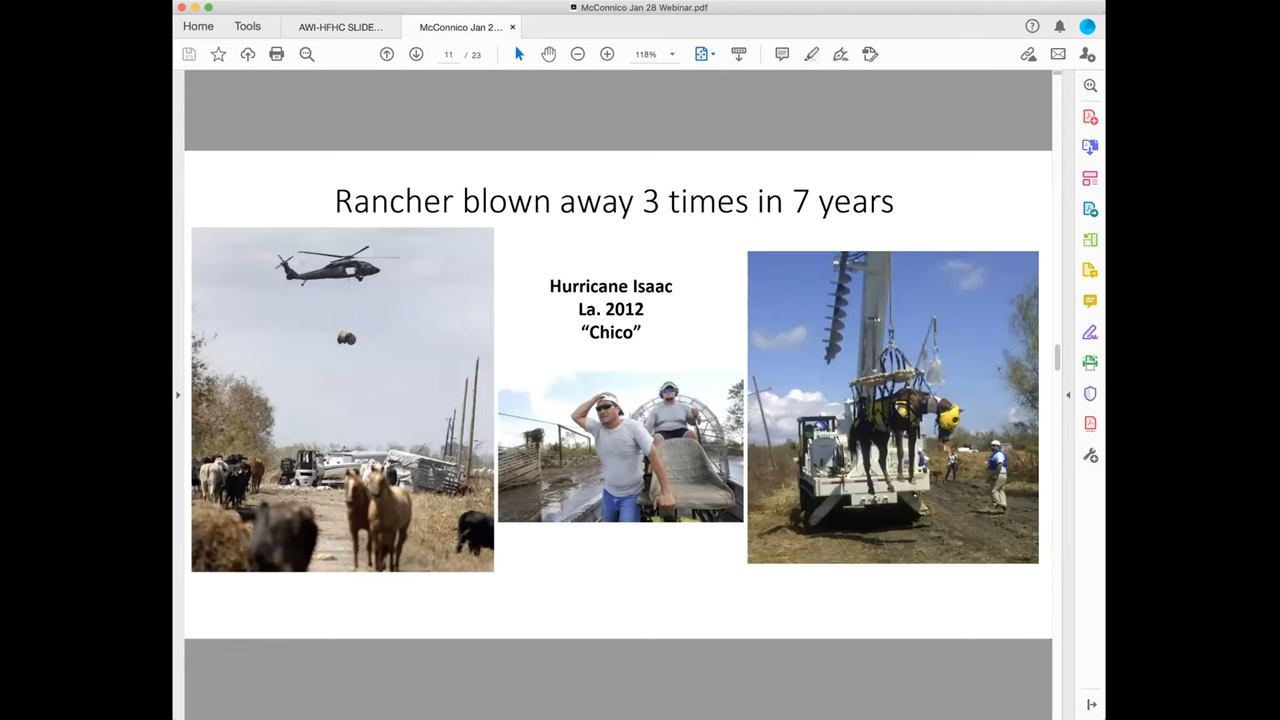 McConnico Jan 28 Webinar.pdf
Home
Tools
AWI-HFHC SLIDE...
McConnico Jan 2...
11 / 23
118%
Rancher blown away 3 times in 7 years
Hurricane Isaac
La. 2012
“Chico”